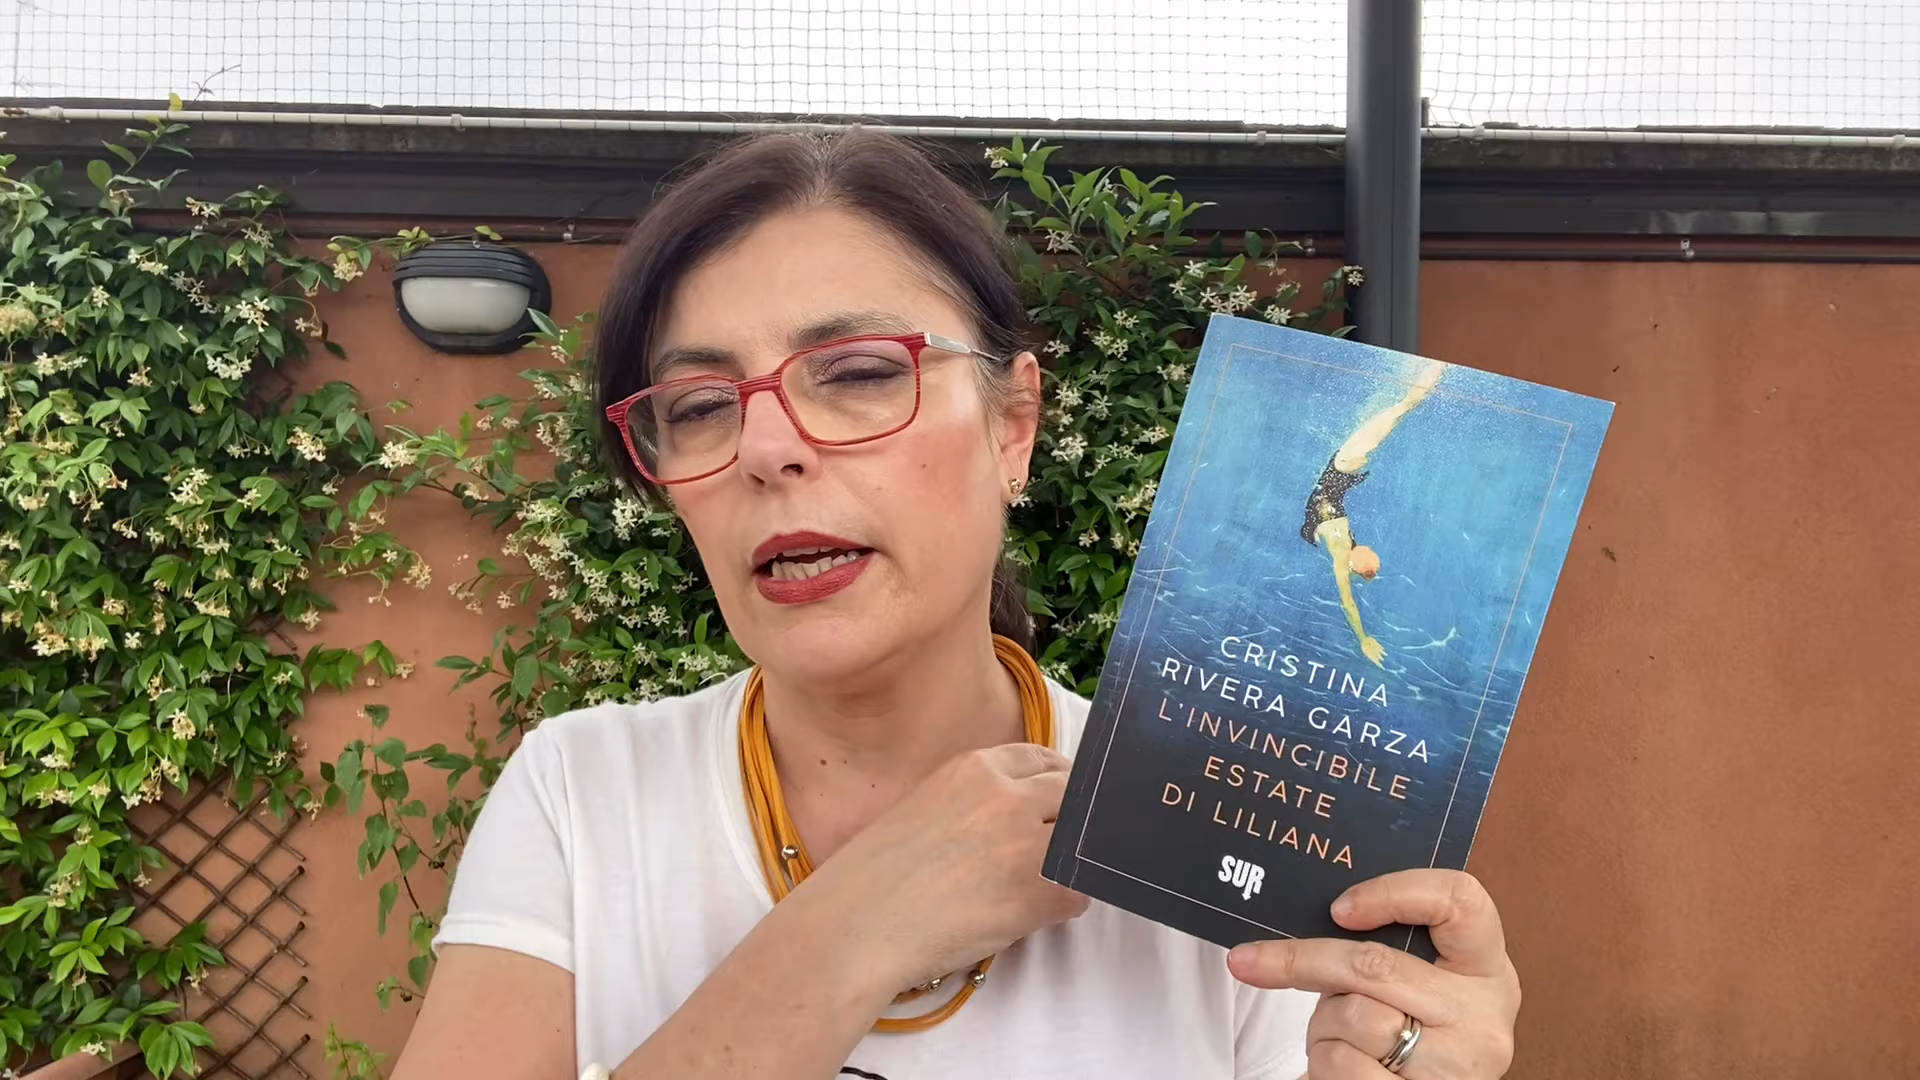 CRISTINA
RIVERA GARZA
L'INVINCIBILE
ESTATE
DI LILIANA
SUR